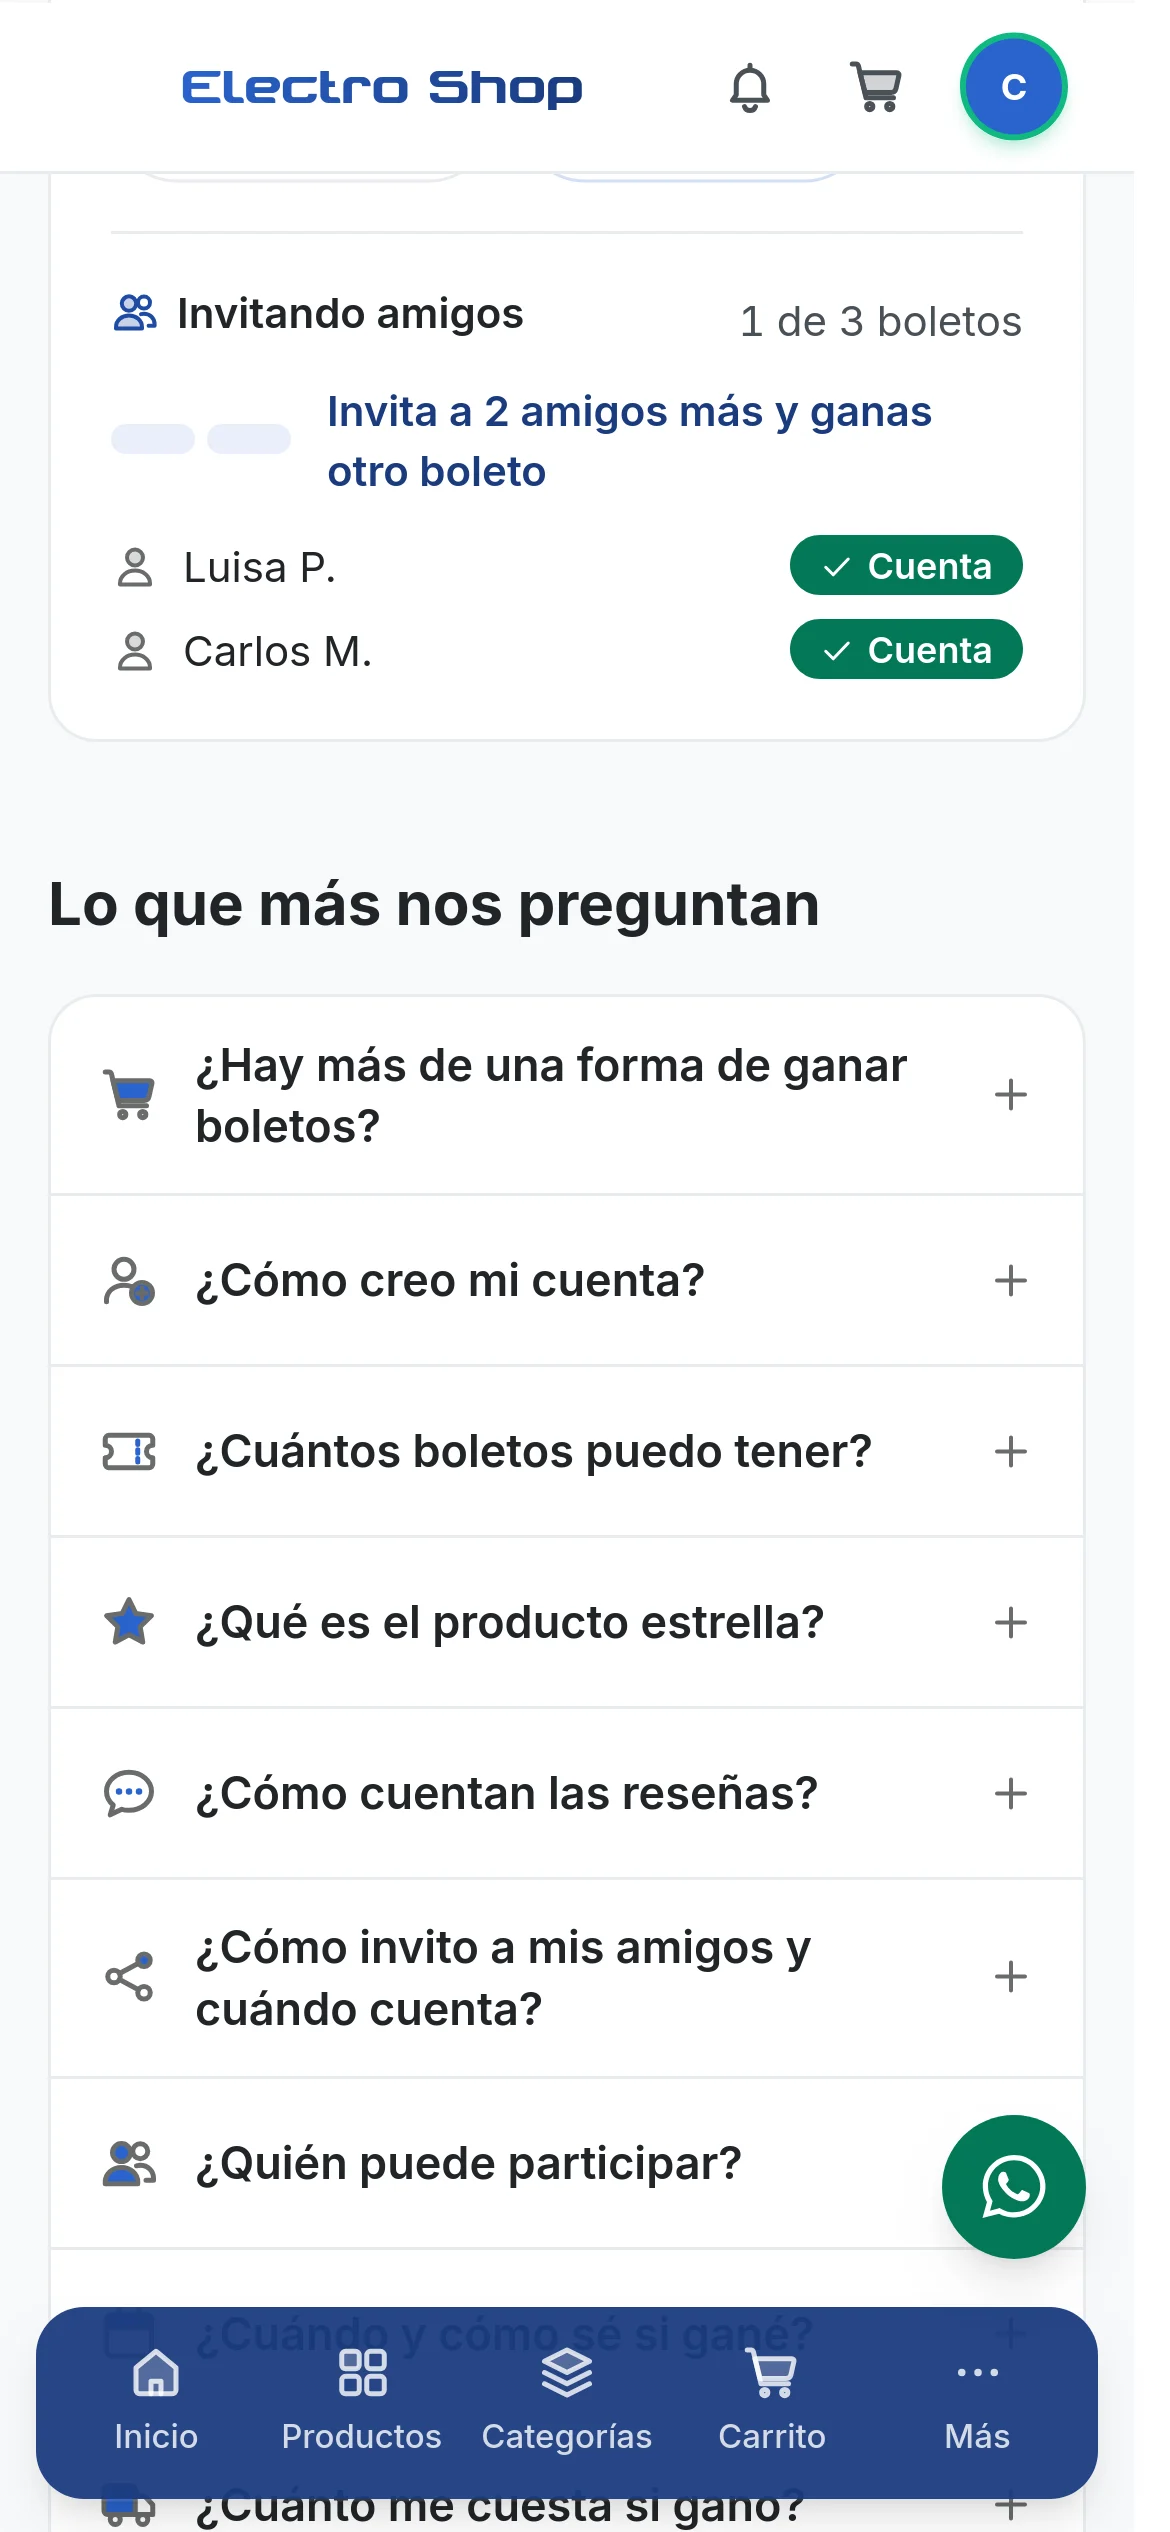 Electro Shop
C
Invitando amigos
1 de 3 boletos
Invita a 2 amigos más y ganas
otro boleto
Luisa P.
Cuenta
Carlos M.
Cuenta
Lo que más nos preguntan
¿Hay más de una forma de ganar
boletos?
¿Cómo creo mi cuenta?
¿Cuántos boletos puedo tener?
¿Qué es el producto estrella?
¿Cómo cuentan las reseñas?
¿Cómo invito a mis amigos y
cuándo cuenta?
¿Quién puede participar?
¿Cuándo y cómo sé si gané?
Inicio
Productos
Categorías
Carrito
Más
¿Cuánto me cuesta si gano?